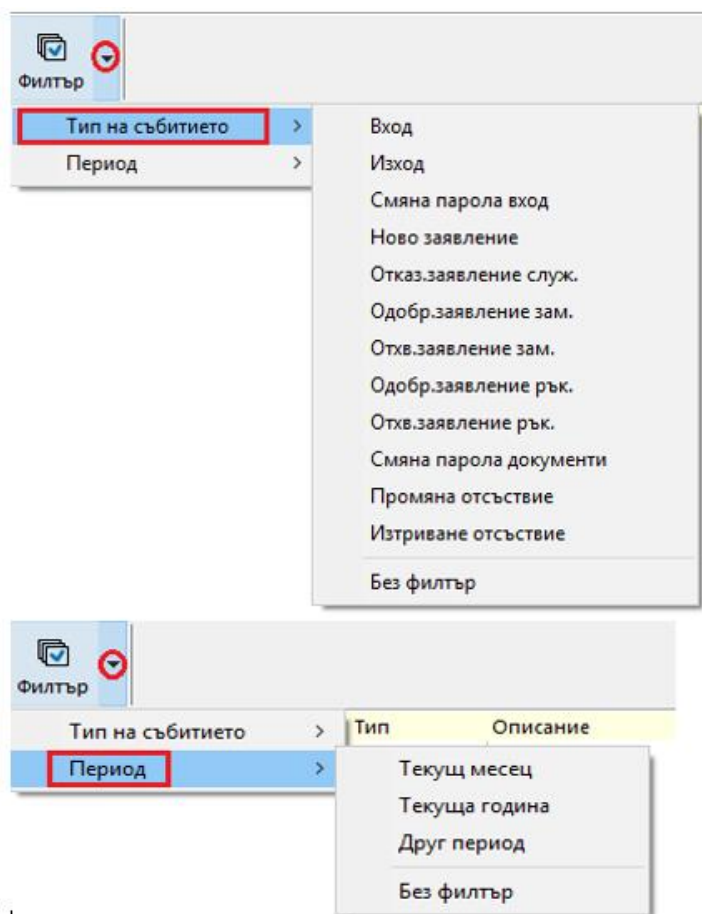 Филтър
Тип на събитието
Период
Вход
Изход
Смяна парола вход
Ново заявление
Отказ.заявление служ.
Одобр.заявление зам.
Отхв.заявление зам.
Одобр.заявление рък.
Отхв.заявление рък.
Смяна парола документи
Промяна отсъствие
Изтриване отсъствие
Без филтър
Филтър
Тип на събитието
Тип Описание
Период
Текущ месец
Текуща година
Друг период
Без филтър